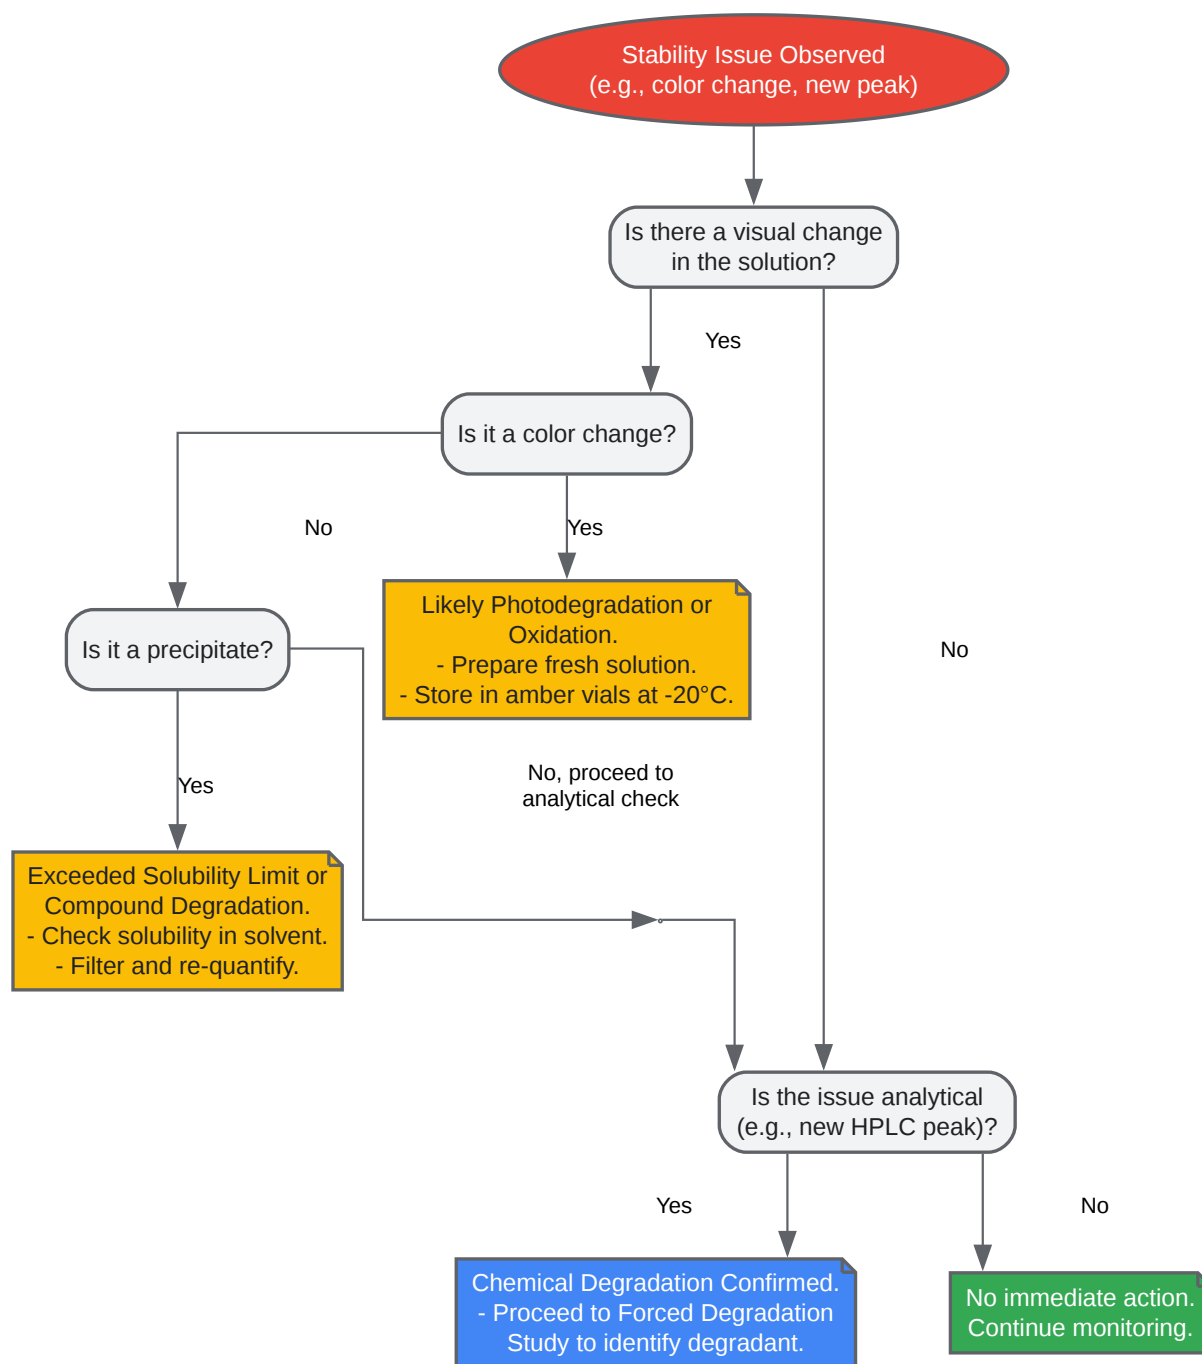 Stability Issue Observed
(e.g., color change, new peak)
Is there a visual change
in the solution?
Yes
Is it a color change?
No
Yes
Likely Photodegradation or
Oxidation.
- Prepare fresh solution.
- Store in amber vials at -20°C.
Is it a precipitate?
No
No, proceed to
analytical check
Yes
Exceeded Solubility Limit or
Compound Degradation.
- Check solubility in solvent.
- Filter and re-quantify.
Is the issue analytical
(e.g., new HPLC peak)?
Yes
No
Chemical Degradation Confirmed.
- Proceed to Forced Degradation
Study to identify degradant.
No immediate action.
Continue monitoring.